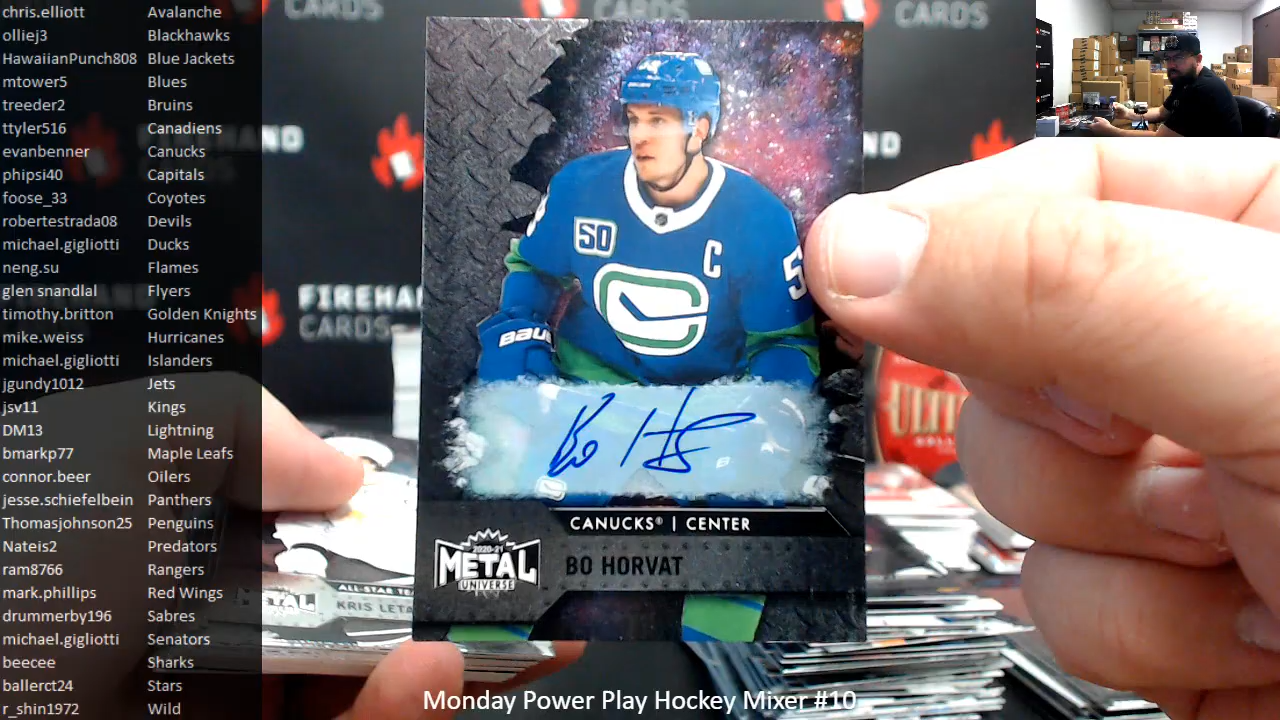 chris.elliott Avalanche
olliej3 Blackhawks
HawaiianPunch808 Blue Jackets
mtower5 Blues
treeder2 Bruins
ttyler516 Canadiens
evanbenner Canucks
phipsi40 Capitals
foose_33 Coyotes
robertestrada08 Devils
michael.gigliotti Ducks
neng.su Flames
glen snandlal Flyers
timothy.britton Golden Knights
mike.weiss Hurricanes
michael.gigliotti Islanders
jgundy1012 Jets
jsv11 Kings
DM13 Lightning
bmarkp77 Maple Leafs
connor.beer Oilers
jesse.schiefelbein Panthers
Thomasjohnson25 Penguins
Nateis2 Predators
ram8766 Rangers
mark.phillips Red Wings
drummerby196 Sabres
michael.gigliotti Senators
beecee Sharks
ballerct24 Stars
r_shin1972 Wild
CARDS
CARDS
FIREHAND
CARDS
50
C
5
BAUER
CANUCKS® | CENTER
2020-21
METAL
UNIVERSE
BO HORVAT
ALL-STAR TE
METAL
KRIS LETA
ULTI
Monday Power Play Hockey Mixer #10